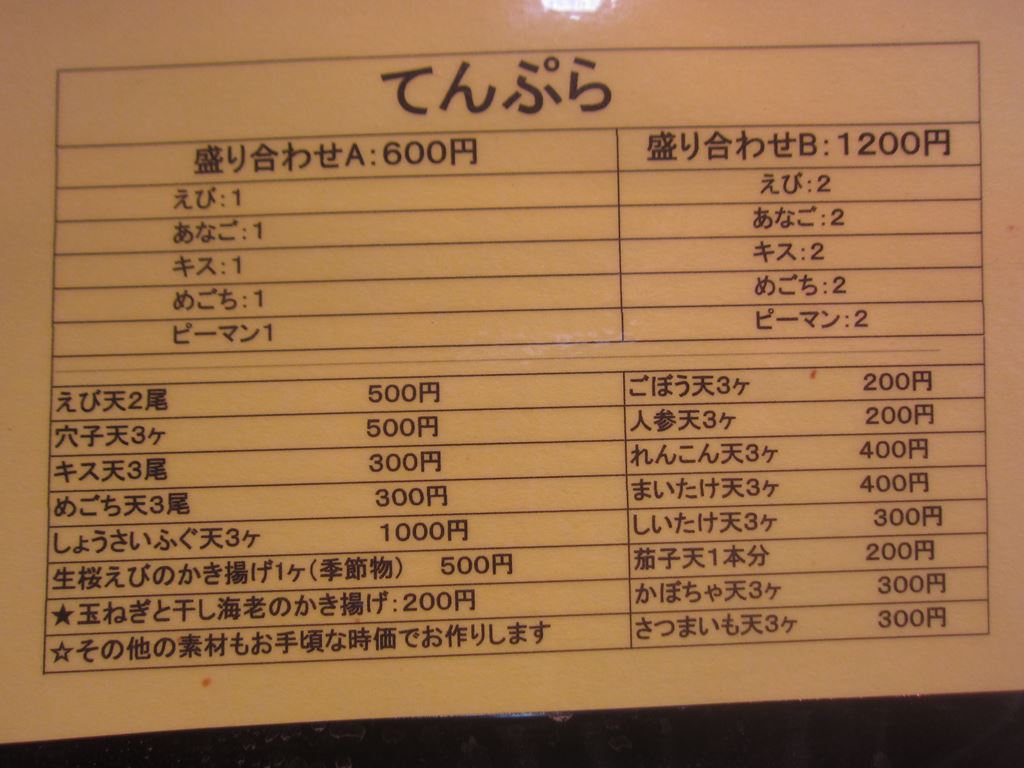 てんぷら
盛り合わせA:600円 盛り合わせB:1200円
えび:1 えび:2
あなご:1 あなご:2
キス:1 キス:2
めごち:1 めごち:2
ピーマン1 ピーマン:2
えび天2尾 500円 ごぼう天3ヶ 200円
穴子天3ヶ 500円 人参天3ヶ 200円
キス天3尾 300円 れんこん天3ヶ 400円
めごち天3尾 300円 まいたけ天3ヶ 400円
しょうさいふぐ天3ヶ 1000円 しいたけ天3ヶ 300円
生桜えびのかき揚げ1ヶ(季節物) 500円 茄子天1本分 200円
★玉ねぎと干し海老のかき揚げ:200円 かぼちゃ天3ヶ 300円
☆その他の素材もお手頃な時価でお作りします さつまいも天3ヶ 300円